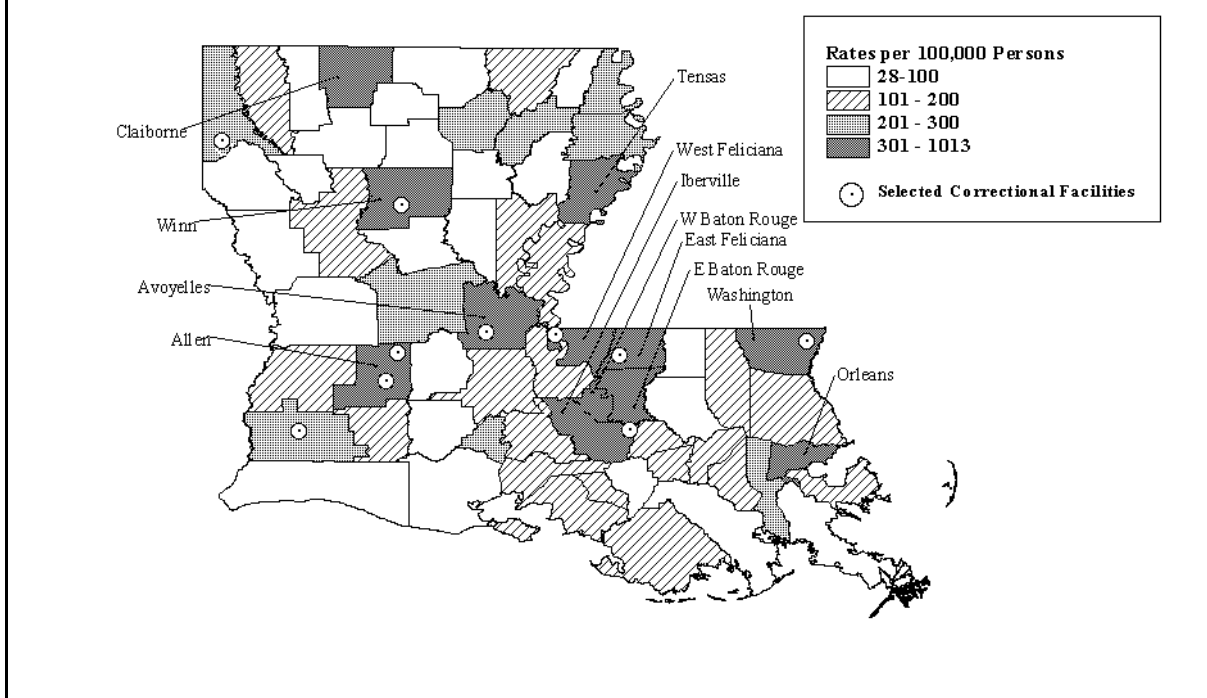 Rates per 100,000 Persons
28-100
101 - 200
201 - 300
301 - 1013
Selected Correctional Facilities
Tensas
Claiborne
West Feliciana
Iberville
Winn
W Baton Rouge
East Feliciana
E Baton Rouge
Avoyelles
Washington
Allen
Orleans